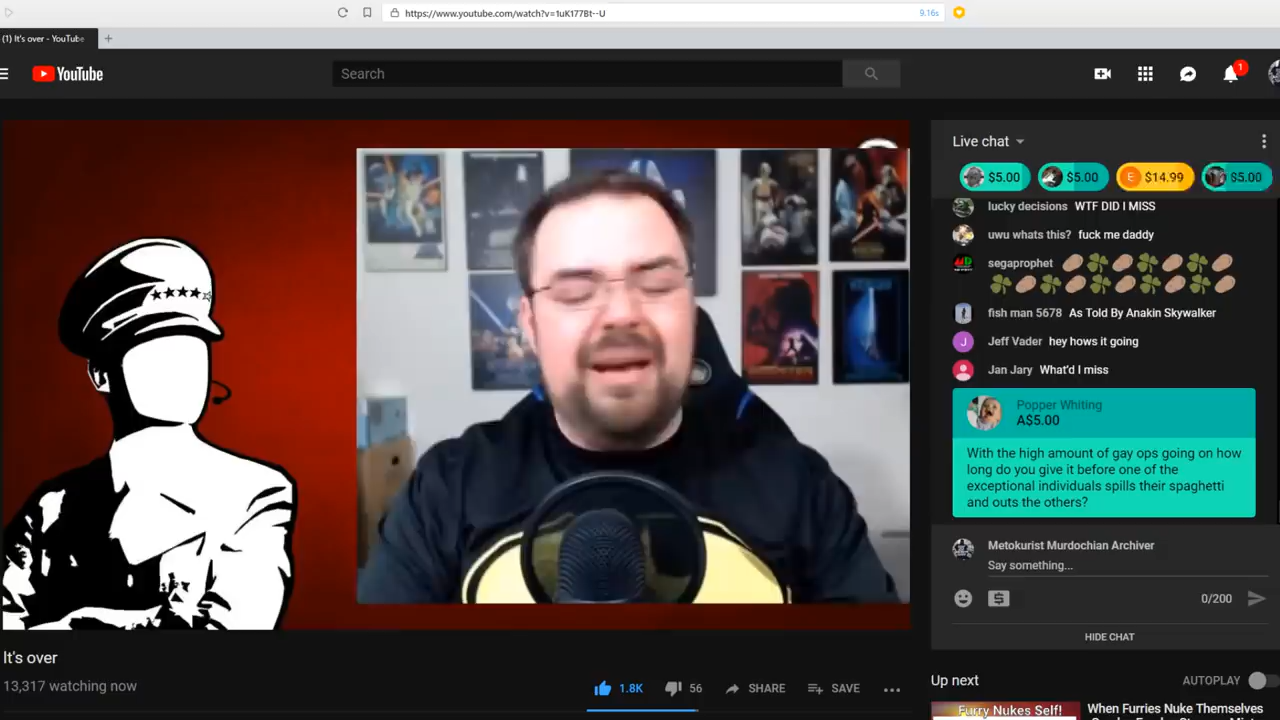 https://www.youtube.com/watch?v=1uK177Bt--U
9.16s
(1) It's over - YouTube
YouTube
Search
1
Live chat
$5.00
$5.00
E $14.99
$5.00
lucky decisions WTF DID I MISS
uwu whats this? fuck me daddy
segaprophet
fish man 5678 As Told By Anakin Skywalker
J Jeff Vader hey hows it going
Jan Jary What'd I miss
Popper Whiting
A$5.00
With the high amount of gay ops going on how
long do you give it before one of the
exceptional individuals spills their spaghetti
and outs the others?
Metokurist Murdochian Archiver
Say something...
0/200
HIDE CHAT
It's over
13,317 watching now
1.8K
56
SHARE
SAVE
Up next
AUTOPLAY
Furry Nukes Self!
When Furries Nuke Themselves